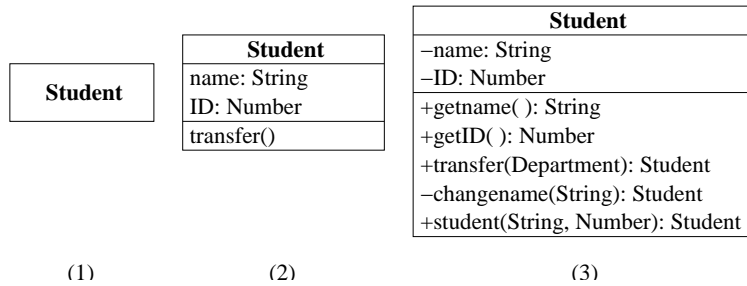 Student
Student
name: String
ID: Number
transfer()
Student
−name: String
−ID: Number
+getname( ): String
+getID( ): Number
+transfer(Department): Student
−changename(String): Student
+student(String, Number): Student
(1)
(2)
(3)